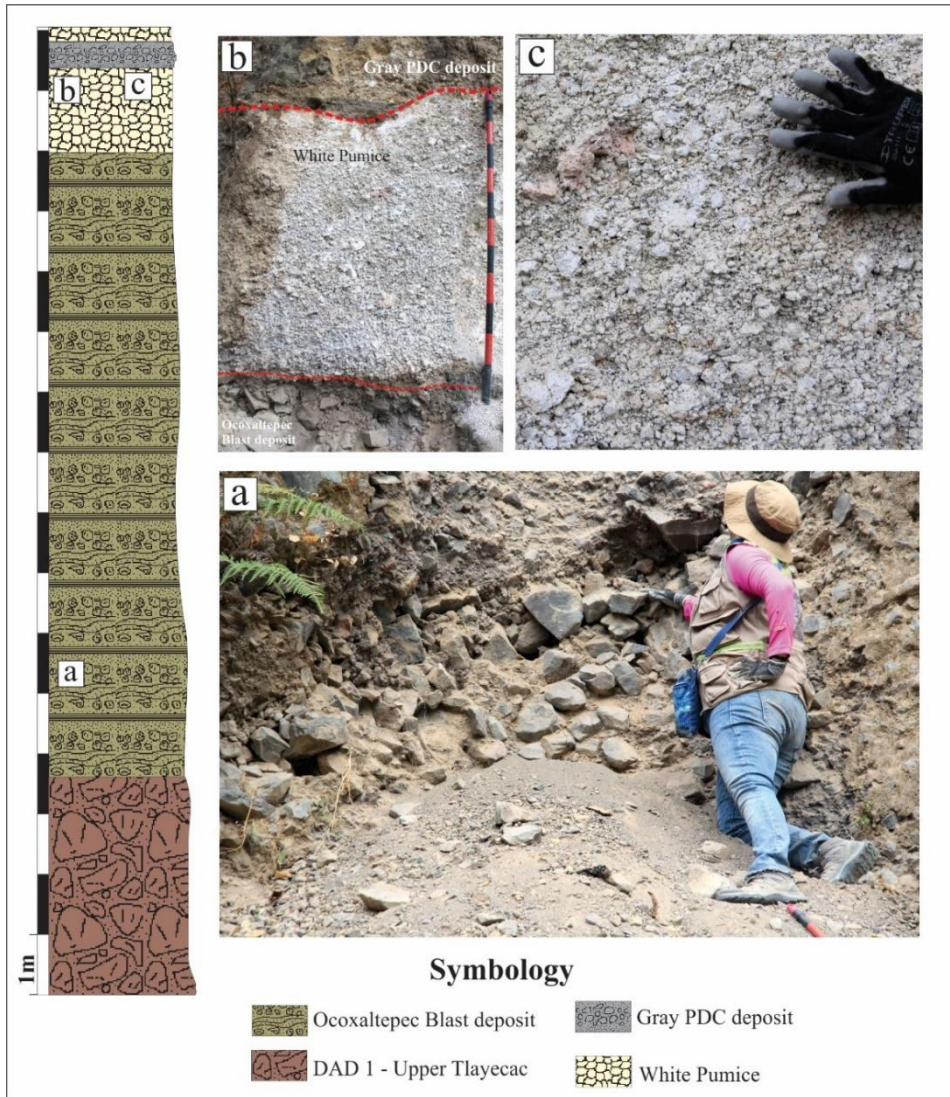 b
c
b
Gray PDC deposit
White Pumice
Ocoxaltepec
Blast deposit
c
a
a
1m
Symbology
Ocoxaltepec Blast deposit
Gray PDC deposit
DAD 1 - Upper Tlayecac
White Pumice